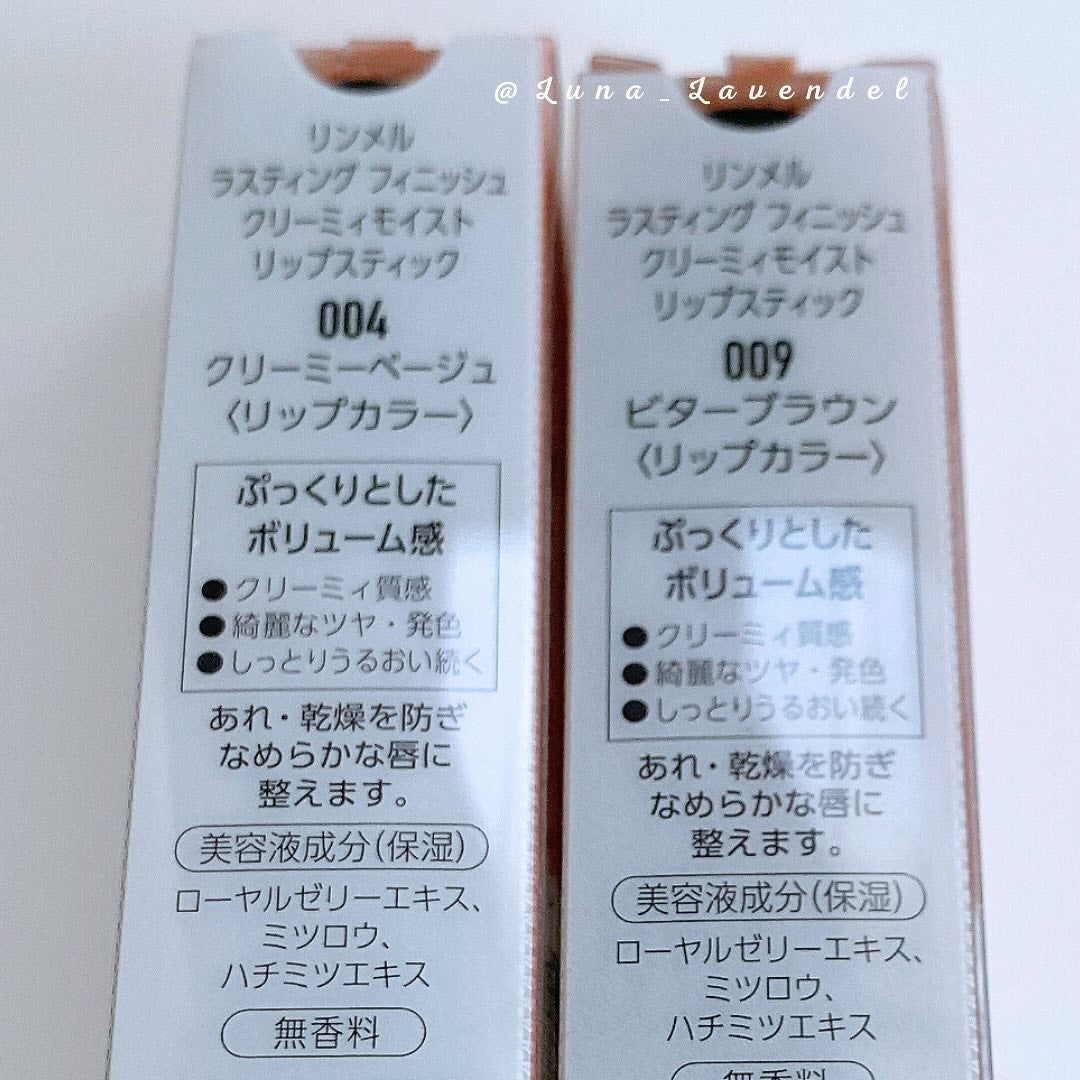 @Luna_Lavendel
リンメル
ラスティング フィニッシュ
クリーミィモイスト
リップスティック
004
クリーミーベージュ
〈リップカラー〉
ぷっくりとした
ボリューム感
●クリーミィ質感
●綺麗なツヤ・発色
●しっとりうるおい続く
あれ・乾燥を防ぎ
なめらかな唇に
整えます。
美容液成分(保湿)
ローヤルゼリーエキス、
ミツロウ、
ハチミツエキス
無香料
リンメル
ラスティング フィニッシュ
クリーミィモイスト
リップスティック
009
ビターブラウン
〈リップカラー〉
ぷっくりとした
ボリューム感
●クリーミィ質感
●綺麗なツヤ・発色
●しっとりうるおい続く
あれ・乾燥を防ぎ
なめらかな唇に
整えます。
美容液成分(保湿)
ローヤルゼリーエキス、
ミツロウ、
ハチミツエキス
無香料